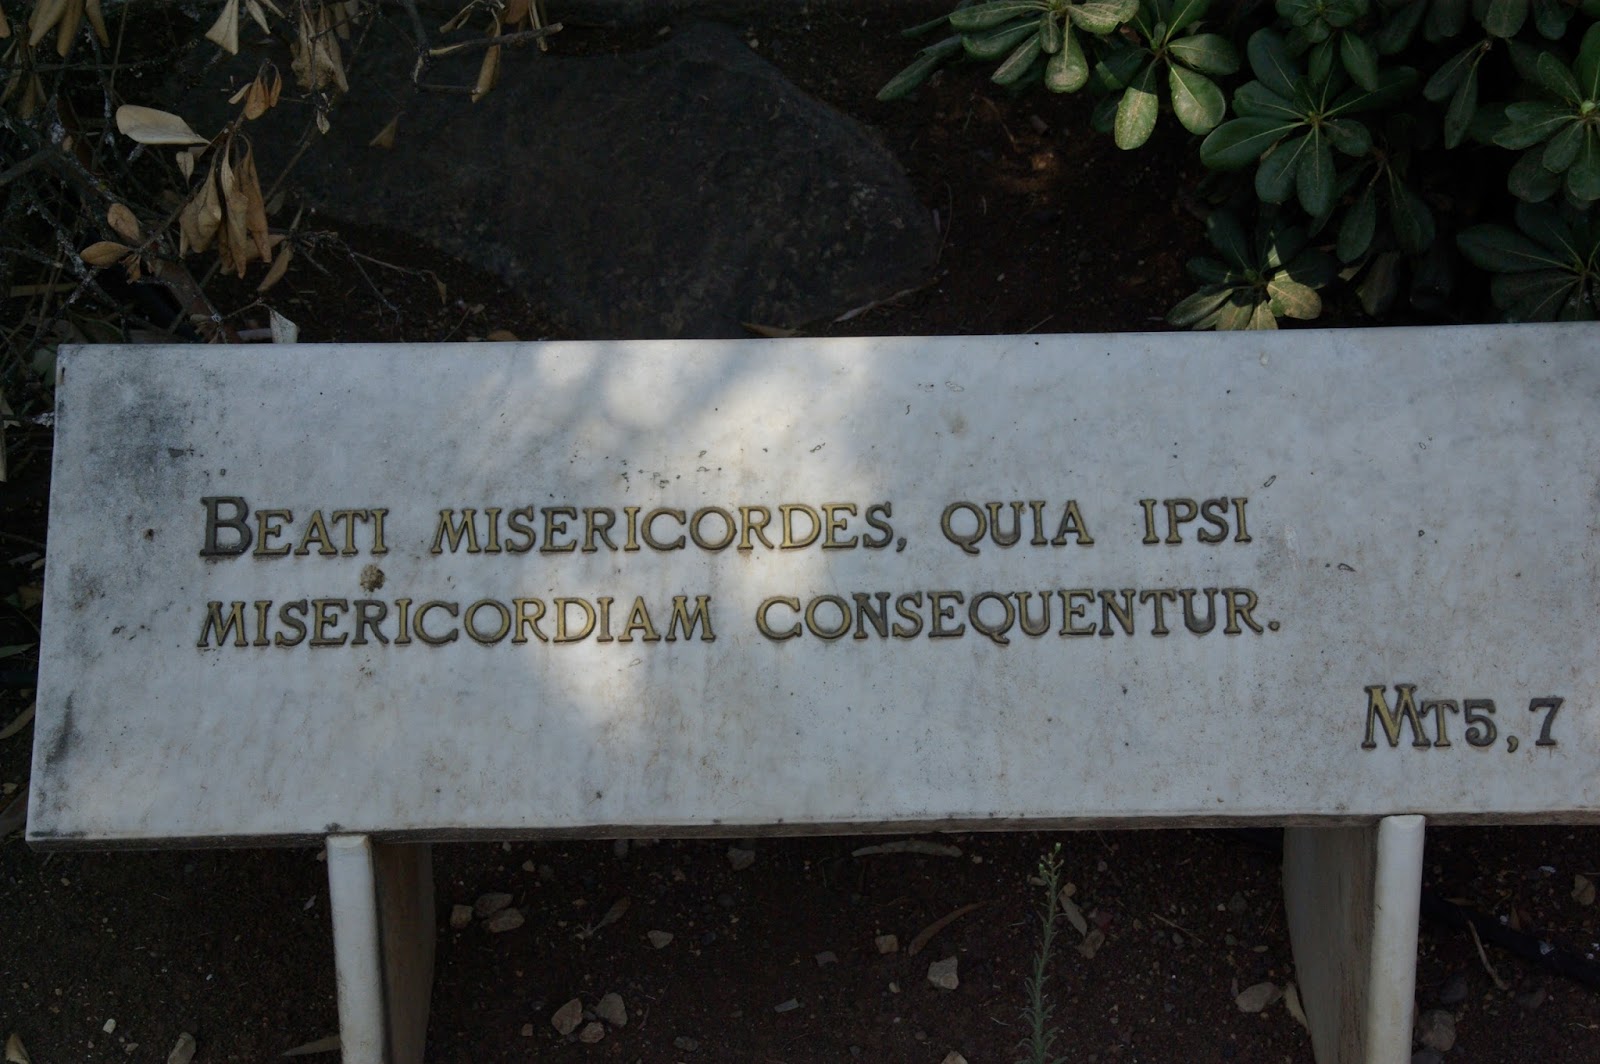 Beati misericordes, quia ipsi
misericordiam consequentur.
Mt5,7